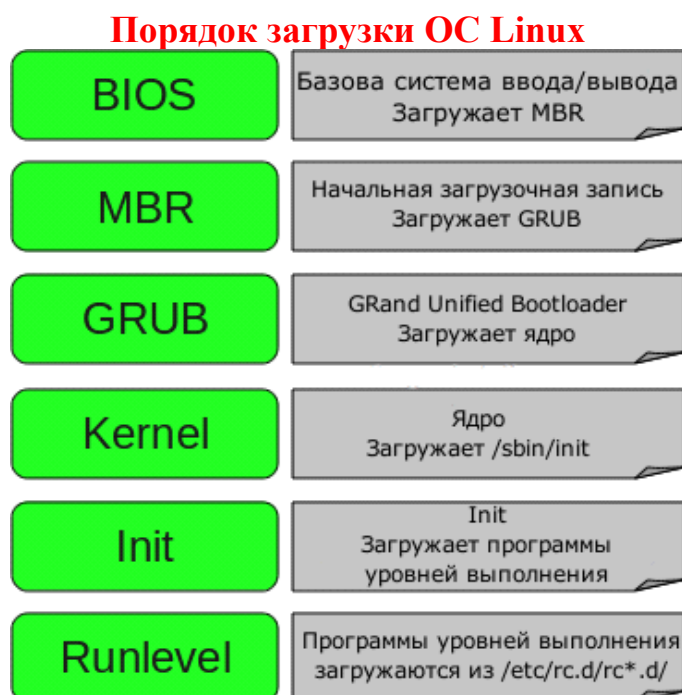 Порядок загрузки ОС Linux
BIOS
Базова система ввода/вывода
Загружает MBR
MBR
Начальная загрузочная запись
Загружает GRUB
GRUB
GRand Unified Bootloader
Загружает ядро
Kernel
Ядро
Загружает /sbin/init
Init
Init
Загружает программы
уровней выполнения
Runlevel
Программы уровней выполнения
загружаются из /etc/rc.d/rc*.d/